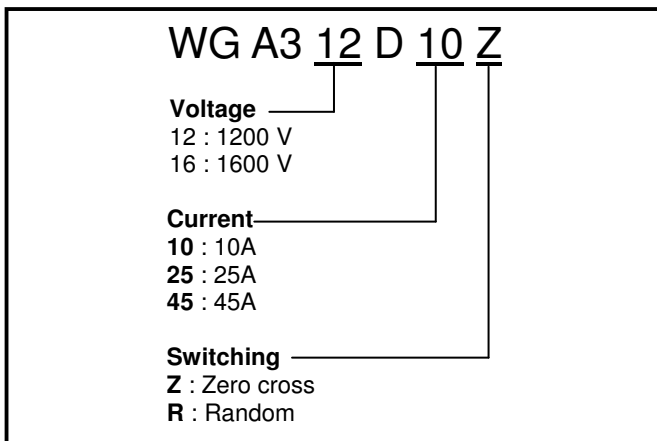 WG A3 12 D 10 Z
Voltage
12 : 1200 V
16 : 1600 V
Current
10 : 10A
25 : 25A
45 : 45A
Switching
Z : Zero cross
R : Random